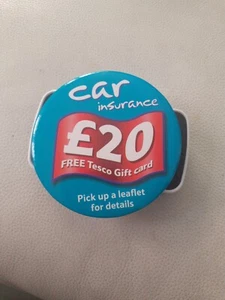 car
insurance
£20
FREE Tesco Gift card
Pick up a leaflet
for details